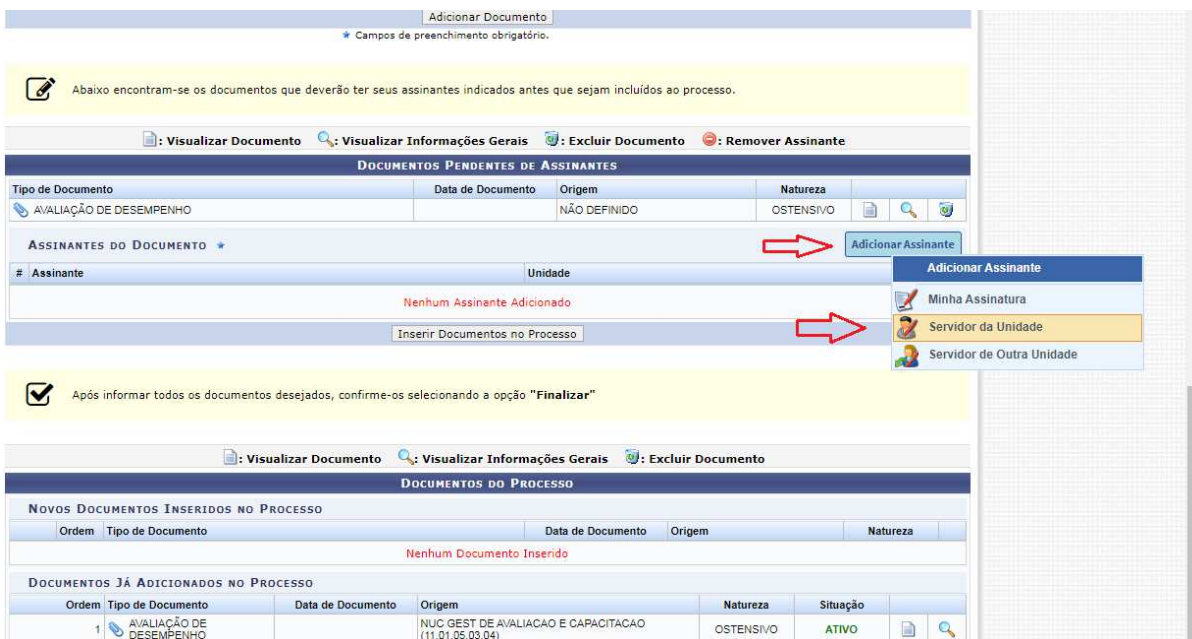 Adicionar Documento
★ Campos de preenchimento obrigatório.
Abaixo encontram-se os documentos que deverão ter seus assinantes indicados antes que sejam incluídos ao processo.
: Visualizar Documento : Visualizar Informações Gerais : Excluir Documento : Remover Assinante
DOCUMENTOS PENDENTES DE ASSINANTES
Tipo de Documento Data de Documento Origem Natureza
AVALIAÇÃO DE DESEMPENHO NÃO DEFINIDO OSTENSIVO
ASSINANTES DO DOCUMENTO ★ Adicionar Assinante
# Assinante Unidade
Nenhum Assinante Adicionado
Adicionar Assinante
Minha Assinatura
Servidor da Unidade
Servidor de Outra Unidade
Inserir Documentos no Processo
Após informar todos os documentos desejados, confirme-os selecionando a opção "Finalizar"
: Visualizar Documento : Visualizar Informações Gerais : Excluir Documento
DOCUMENTOS DO PROCESSO
NOVOS DOCUMENTOS INSERIDOS NO PROCESSO
Ordem Tipo de Documento Data de Documento Origem Natureza
Nenhum Documento Inserido
DOCUMENTOS JÁ ADICIONADOS NO PROCESSO
Ordem Tipo de Documento Data de Documento Origem Natureza Situação
1 AVALIAÇÃO DE DESEMPENHO NUC GEST DE AVALIACAO E CAPACITACAO (11.01.05.03.04) OSTENSIVO ATIVO